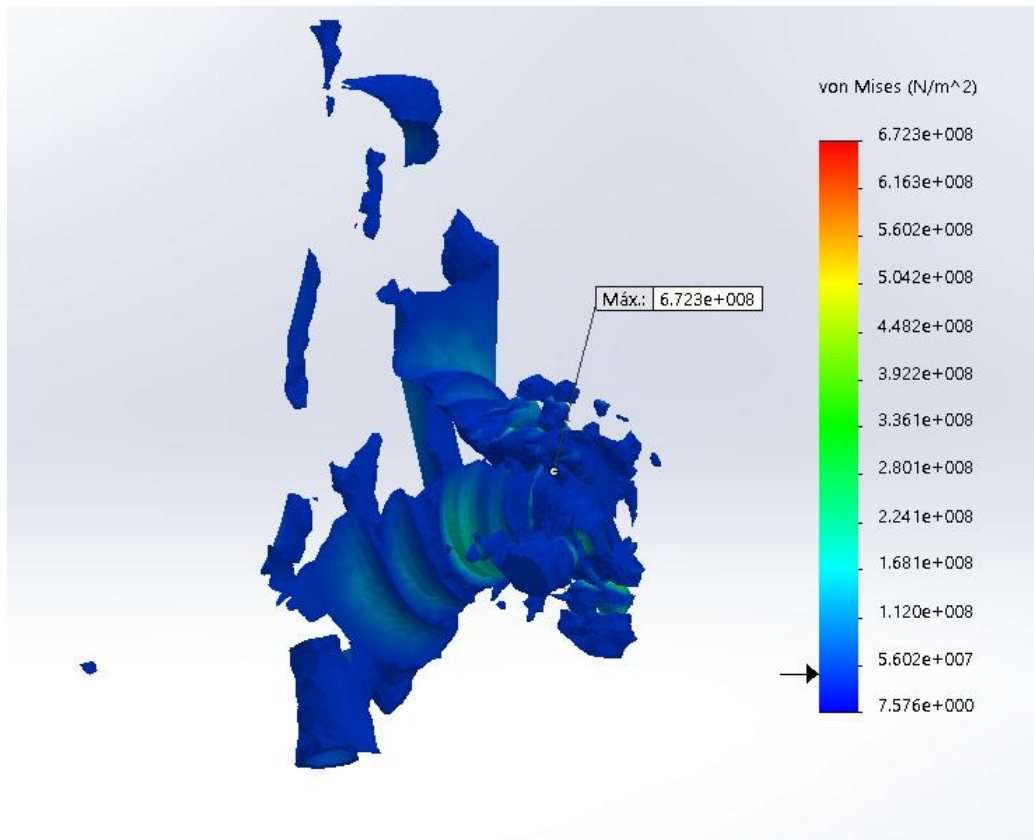 von Mises (N/m^2)
6.723e+008
6.163e+008
5.602e+008
5.042e+008
4.482e+008
3.922e+008
3.361e+008
2.801e+008
2.241e+008
1.681e+008
1.120e+008
5.602e+007
7.576e+000
Máx.: 6.723e+008